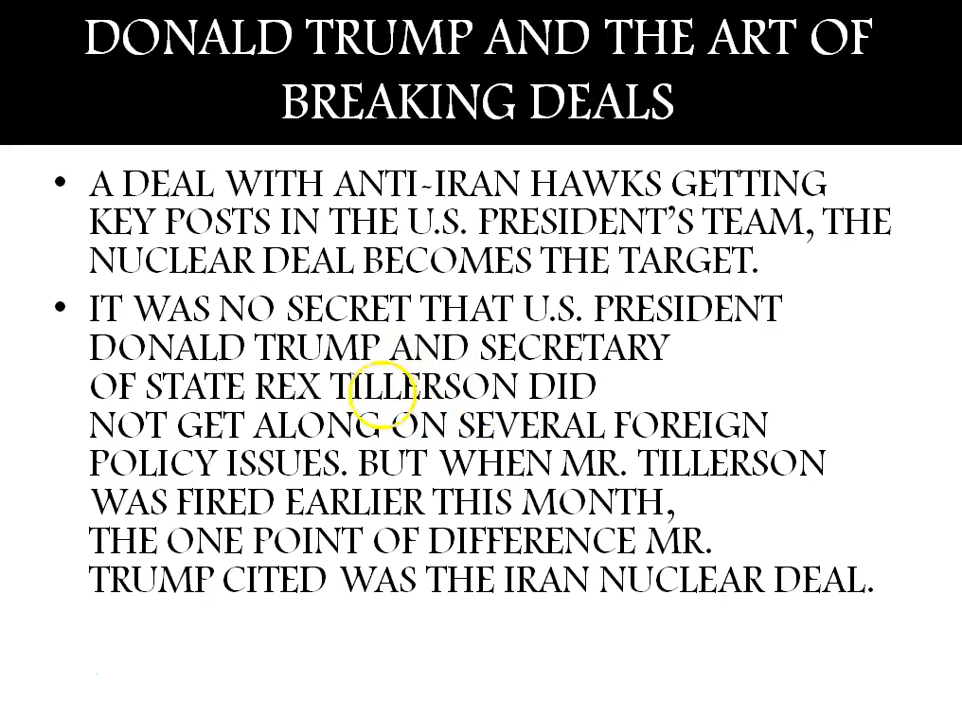 DONALD TRUMP AND THE ART OF
BREAKING DEALS
• A DEAL WITH ANTI-IRAN HAWKS GETTING
KEY POSTS IN THE U.S. PRESIDENT'S TEAM, THE
NUCLEAR DEAL BECOMES THE TARGET.
• IT WAS NO SECRET THAT U.S. PRESIDENT
DONALD TRUMP AND SECRETARY
OF STATE REX TILLERSON DID
NOT GET ALONG ON SEVERAL FOREIGN
POLICY ISSUES. BUT WHEN MR. TILLERSON
WAS FIRED EARLIER THIS MONTH,
THE ONE POINT OF DIFFERENCE MR.
TRUMP CITED WAS THE IRAN NUCLEAR DEAL.